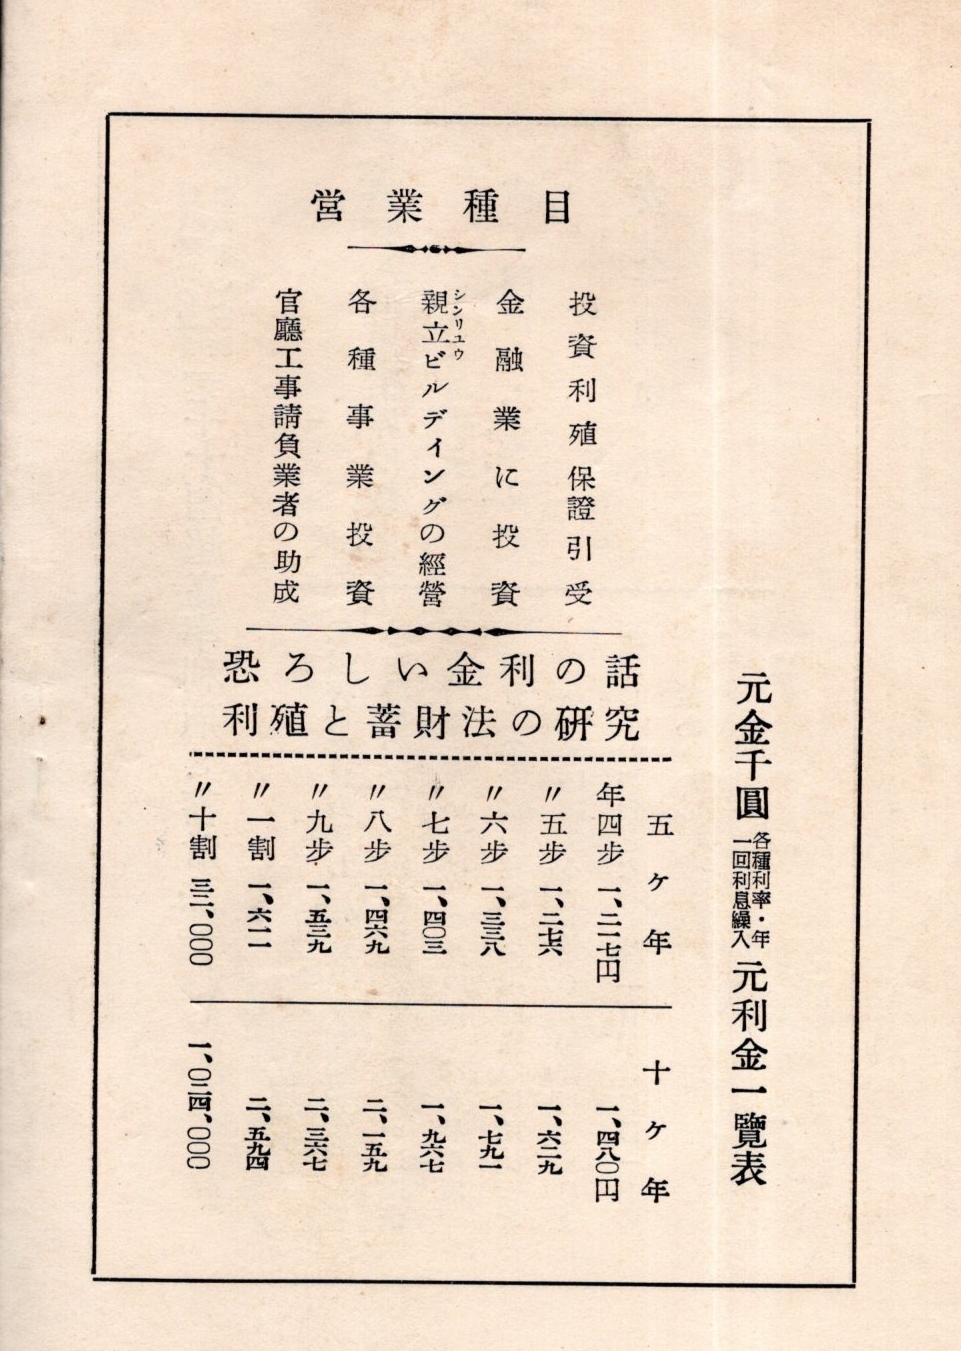 営業種目
投資利殖保證引受
金融業に投資
親立ビルディングの經營
シンリユウ
各種事業投資
官廳工事請負業者の助成
恐ろしい金利の話
利殖と蓄財法の研究
元金千圓 各種利率・年一回利息繰入 元利金一覽表
五ヶ年 十ヶ年
年四步 一、二一七円 一、四八〇円
〃五步 一、二七六 一、六二九
〃六步 一、三三八 一、七九一
〃七步 一、四〇三 一、九六七
〃八步 一、四六九 二、一五九
〃九步 一、五三九 二、三六七
〃一割 一、六一一 二、五九四
〃十割 三二、〇〇〇 一、〇二四、〇〇〇